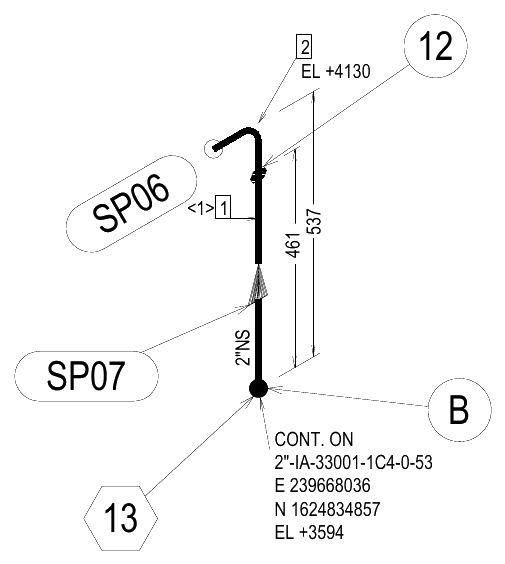 12
2
EL +4130
SP06
<1> 1
537
461
2"NS
SP07
B
CONT. ON
2"-IA-33001-1C4-0-53
E 239668036
N 1624834857
EL +3594
13